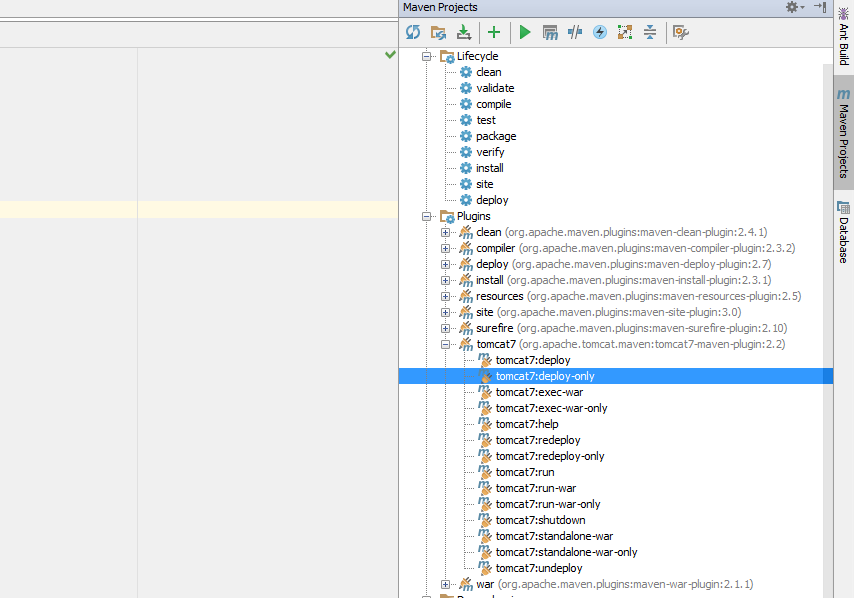 Maven Projects
Lifecycle
clean
validate
compile
test
package
verify
install
site
deploy
Plugins
clean (org.apache.maven.plugins:maven-clean-plugin:2.4.1)
compiler (org.apache.maven.plugins:maven-compiler-plugin:2.3.2)
deploy (org.apache.maven.plugins:maven-deploy-plugin:2.7)
install (org.apache.maven.plugins:maven-install-plugin:2.3.1)
resources (org.apache.maven.plugins:maven-resources-plugin:2.5)
site (org.apache.maven.plugins:maven-site-plugin:3.0)
surefire (org.apache.maven.plugins:maven-surefire-plugin:2.10)
tomcat7 (org.apache.tomcat.maven:tomcat7-maven-plugin:2.2)
tomcat7:deploy
tomcat7:deploy-only
tomcat7:exec-war
tomcat7:exec-war-only
tomcat7:help
tomcat7:redeploy
tomcat7:redeploy-only
tomcat7:run
tomcat7:run-war
tomcat7:run-war-only
tomcat7:shutdown
tomcat7:standalone-war
tomcat7:standalone-war-only
tomcat7:undeploy
war (org.apache.maven.plugins:maven-war-plugin:2.1.1)
Ant Build
Maven Projects
Database